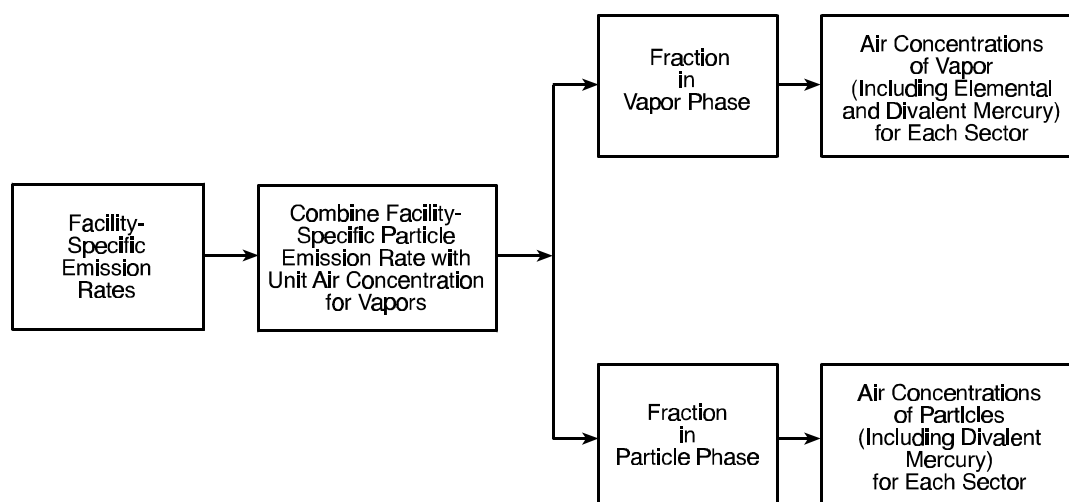 Facility-
Specific
Emission
Rates
Combine Facility-
Specific Particle
Emission Rate with
Unit Air Concentration
for Vapors
Fraction
in
Vapor Phase
Air Concentrations
of Vapor
(Including Elemental
and Divalent Mercury)
for Each Sector
Fraction
in
Particle Phase
Air Concentrations
of Particles
(Including Divalent
Mercury)
for Each Sector